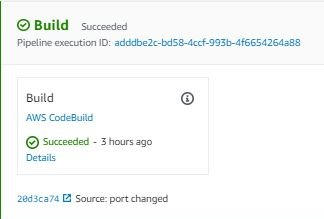 Build Succeeded
Pipeline execution ID: adddbe2c-bd58-4ccf-993b-4f6654264a88
Build
AWS CodeBuild
Succeeded - 3 hours ago
Details
20d3ca74 Source: port changed